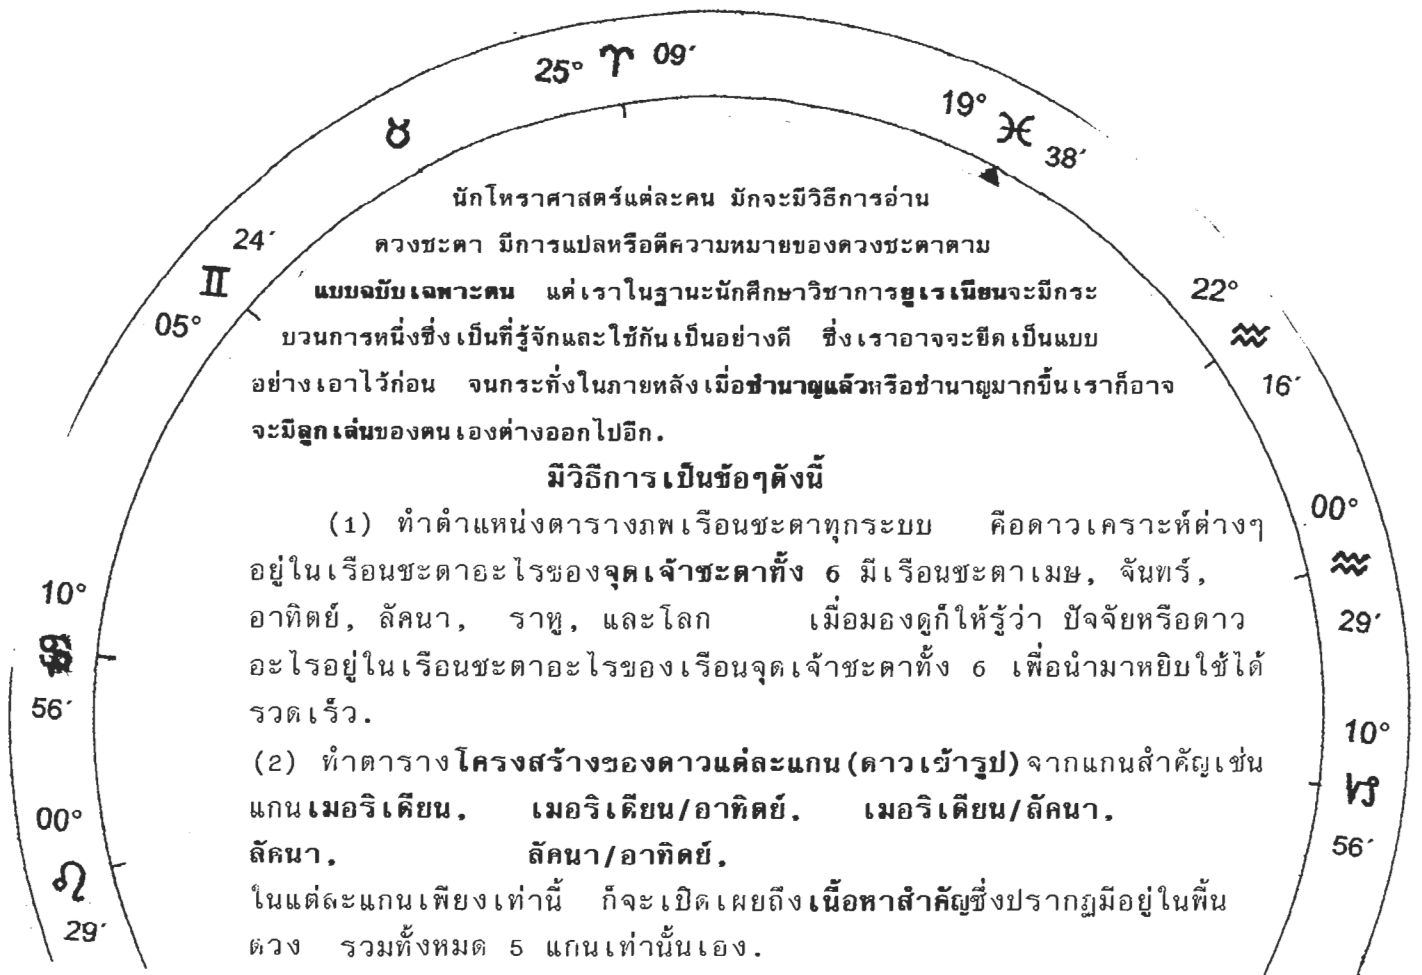 25° ♈ 09′
19° ♓ 38′
♉
24′
♊
05°
22°
♒
16′
00°
♒
29′
10°
♋
56′
10°
♑
56′
00°
♌
29′
นักโหราศาสตร์แต่ละคน มักจะมีวิธีการอ่าน
ดวงชะตา มีการแปลหรือตีความหมายของดวงชะตาตาม
แบบฉบับเฉพาะตน แต่เราในฐานะนักศึกษาวิชาการยูเรเนียนจะมีกระ
บวนการหนึ่งซึ่งเป็นที่รู้จักและใช้กันเป็นอย่างดี ซึ่งเราอาจจะยึดเป็นแบบ
อย่างเอาไว้ก่อน จนกระทั่งในภายหลังเมื่อชำนาญแล้วหรือชำนาญมากขึ้นเราก็อาจ
จะมีลูกเล่นของตนเองต่างออกไปอีก.
มีวิธีการเป็นข้อๆดังนี้
(1) ทำตำแหน่งตารางภพเรือนชะตาทุกระบบ คือดาวเคราะห์ต่างๆ
อยู่ในเรือนชะตาอะไรของจุดเจ้าชะตาทั้ง 6 มีเรือนชะตาเมษ, จันทร์,
อาทิตย์, ลัคนา, ราหู, และโลก เมื่อมองดูก็ให้รู้ว่า ปัจจัยหรือดาว
อะไรอยู่ในเรือนชะตาอะไรของเรือนจุดเจ้าชะตาทั้ง 6 เพื่อนำมาหยิบใช้ได้
รวดเร็ว.
(2) ทำตารางโครงสร้างของดาวแต่ละแกน(ดาวเข้ารูป)จากแกนสำคัญเช่น
แกนเมอริเดียน. เมอริเดียน/อาทิตย์. เมอริเดียน/ลัคนา.
ลัคนา. ลัคนา/อาทิตย์.
ในแต่ละแกนเพียงเท่านี้ ก็จะเปิดเผยถึงเนื้อหาสำคัญซึ่งปรากฏมีอยู่ในพื้น
ดวง รวมทั้งหมด 5 แกนเท่านั้นเอง.